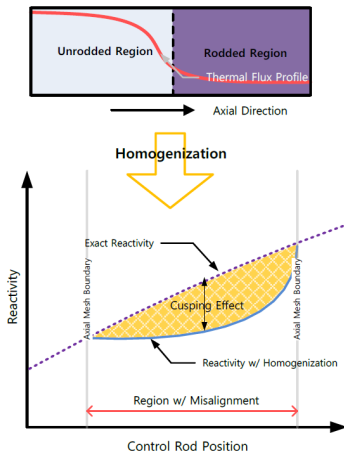 Unrodded Region
Rodded Region
Thermal Flux Profile
Axial Direction
Homogenization
Reactivity
Axial Mesh Boundary
Exact Reactivity
Axial Mesh Boundary
Cusping Effect
Reactivity w/ Homogenization
Region w/ Misalignment
Control Rod Position